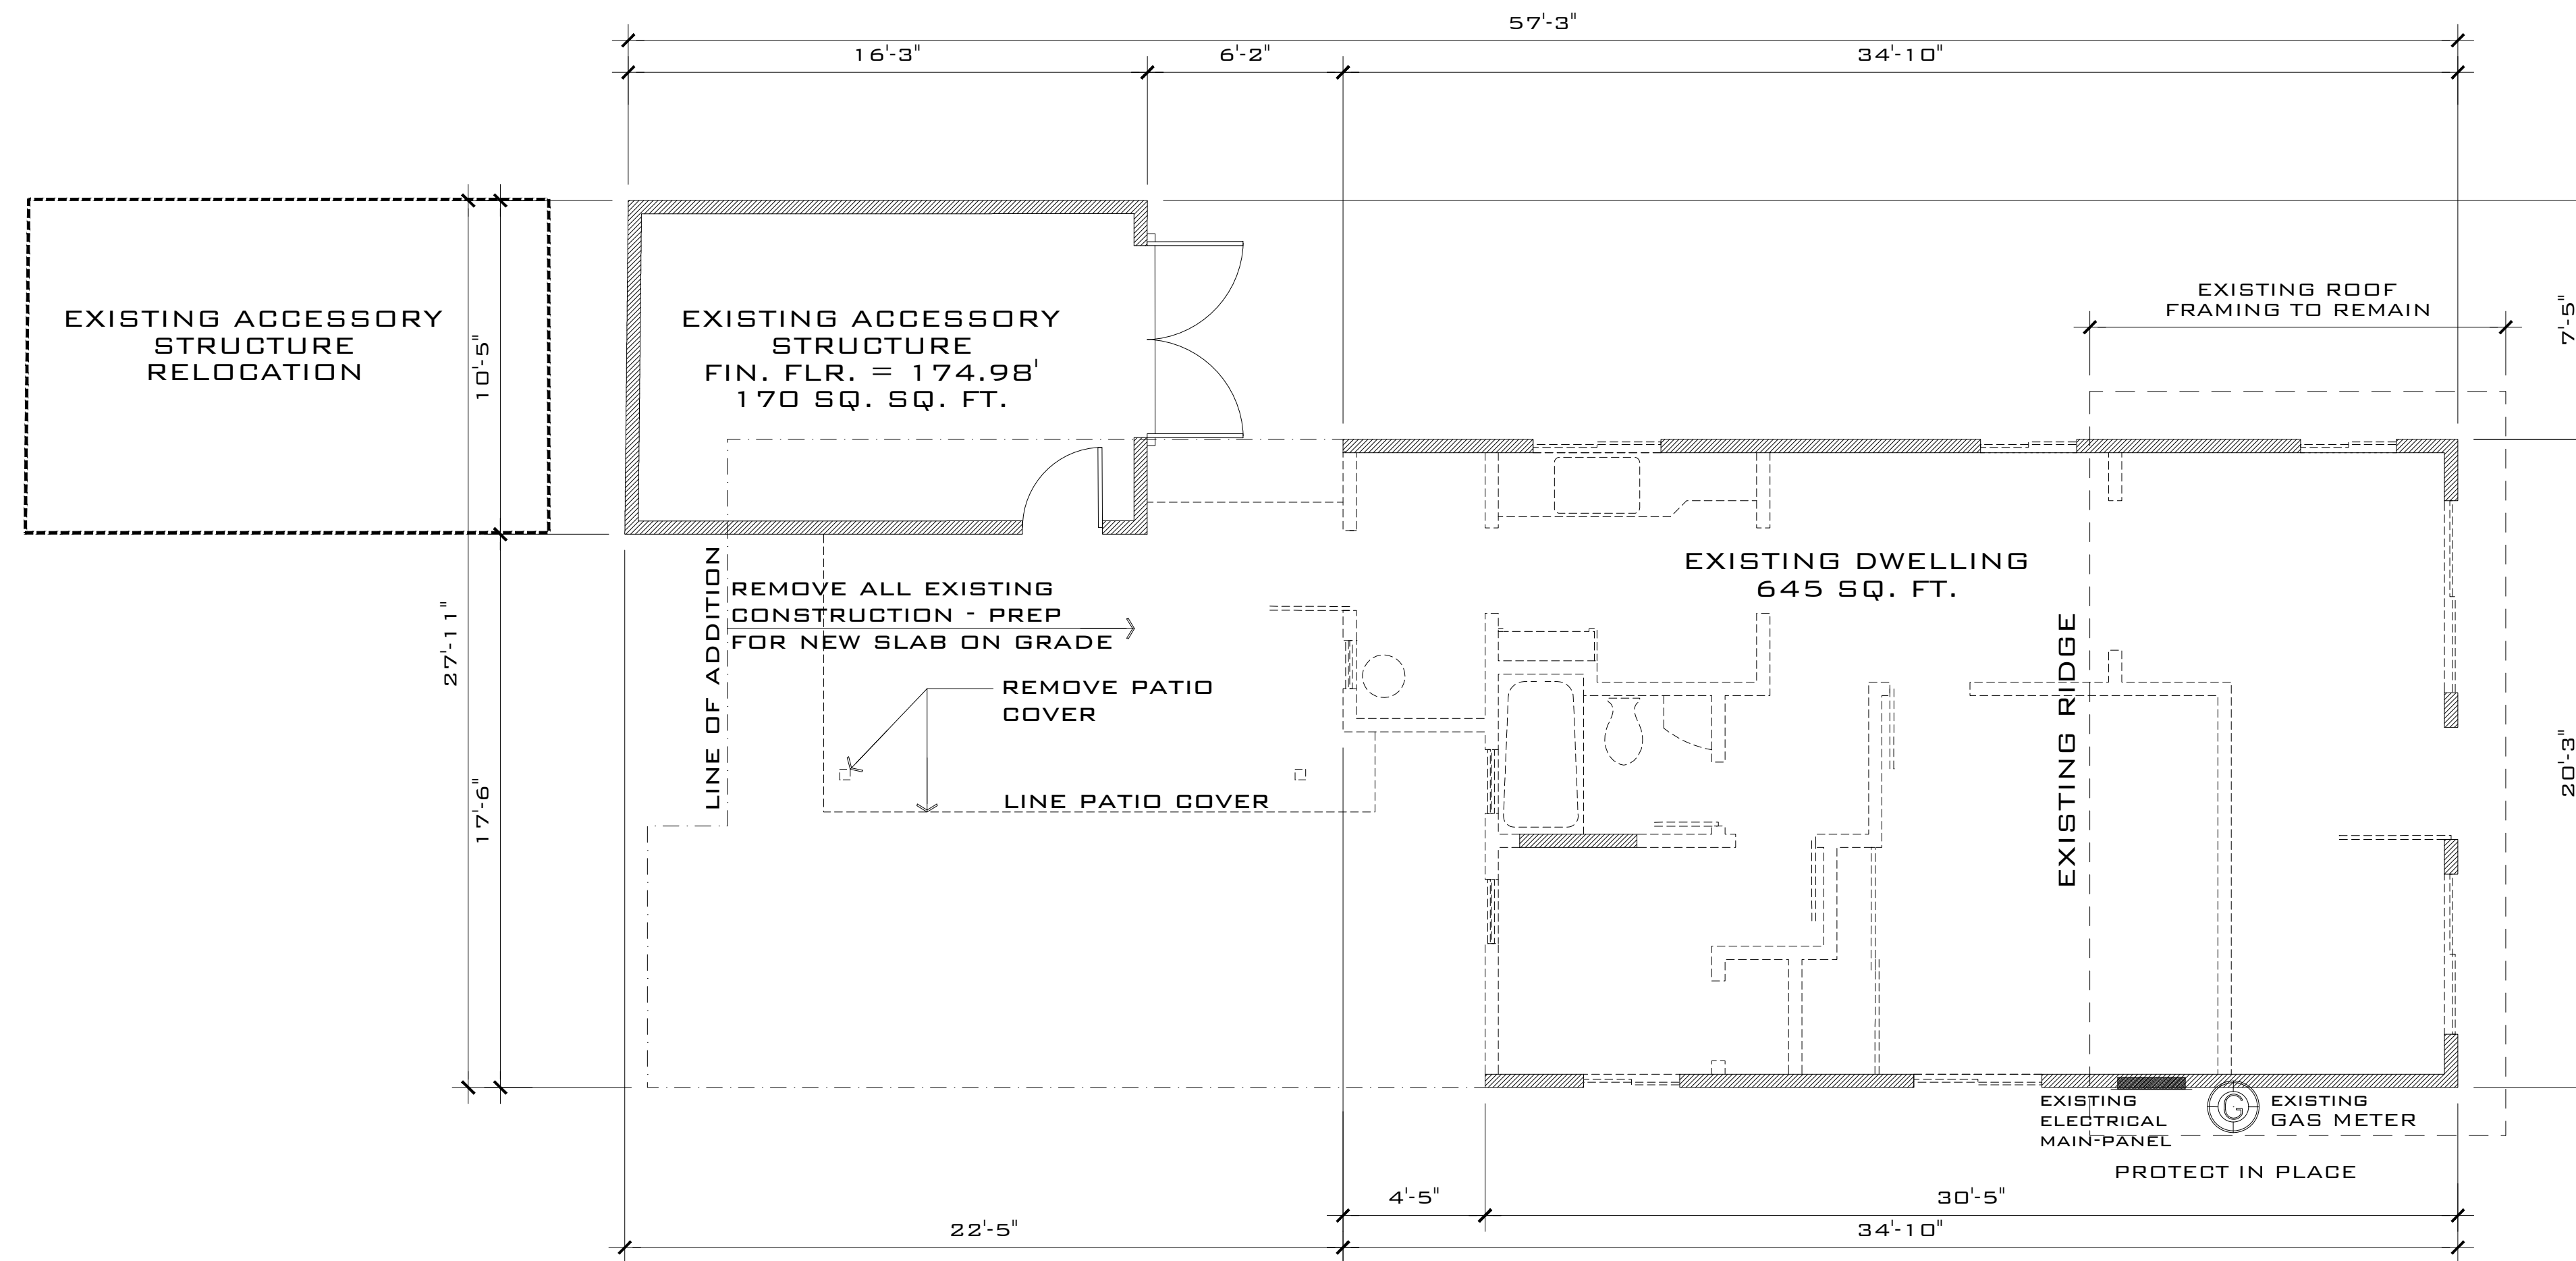 57'-3"
16'-3"
6'-2"
34'-10"
EXISTING ROOF
FRAMING TO REMAIN
7'-5"
EXISTING ACCESSORY
STRUCTURE
RELOCATION
10'-5"
EXISTING ACCESSORY
STRUCTURE
FIN. FLR. = 174.98'
170 SQ. SQ. FT.
EXISTING DWELLING
645 SQ. FT.
LINE OF ADDITION
REMOVE ALL EXISTING
CONSTRUCTION - PREP
FOR NEW SLAB ON GRADE
27'-11"
REMOVE PATIO
COVER
EXISTING RIDGE
20'-3"
17'-6"
LINE PATIO COVER
EXISTING
ELECTRICAL
MAIN-PANEL
G
EXISTING
GAS METER
PROTECT IN PLACE
4'-5"
30'-5"
22'-5"
34'-10"